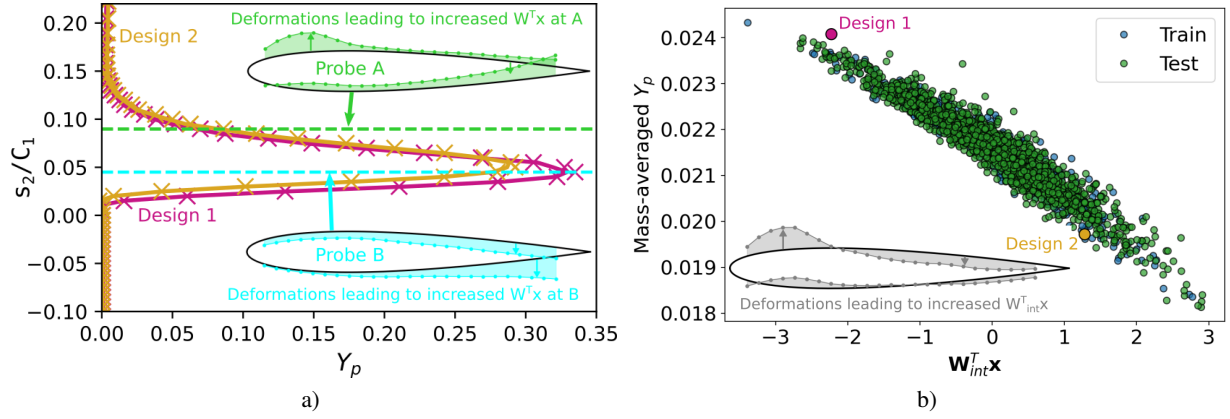 a)
Deformations leading to increased WᵀX at A
Design 2
Probe A
Design 1
Probe B
Deformations leading to increased WᵀX at B
0.20
0.15
0.10
0.05
0.00
−0.05
−0.10
s₂/C₁
0.00 0.05 0.10 0.15 0.20 0.25 0.30 0.35
Yₚ
b)
Design 1
Train
Test
Design 2
Deformations leading to increased Wᵀᵢₙₜx
0.024
0.023
0.022
0.021
0.020
0.019
0.018
Mass-averaged Yₚ
−3 −2 −1 0 1 2 3
Wᵀᵢₙₜx